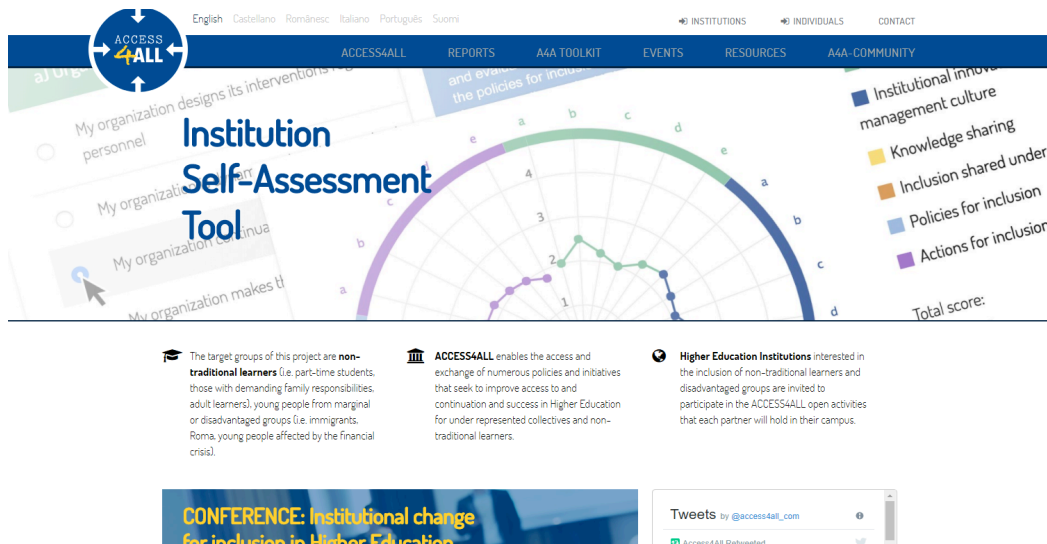 English Castellano Românesc Italiano Português Suomi
INSTITUTIONS INDIVIDUALS CONTACT
ACCESS
4ALL
ACCESS4ALL REPORTS A4A TOOLKIT EVENTS RESOURCES A4A-COMMUNITY
My organization designs its interventions
personnel
My organization
My organization continua
My organization makes
and evalua
the policies for inclus
Institution
Self-Assessment
Tool
a b c d e
a b c d e
a b c d
4
3
2
1
Institutional innova
management culture
Knowledge sharing
Inclusion shared under
Policies for inclusion
Actions for inclusion
Total score:
The target groups of this project are non-
traditional learners (i.e. part-time students,
those with demanding family responsibilities,
adult learners), young people from marginal
or disadvantaged groups (i.e. immigrants,
Roma, young people affected by the financial
crisis).
ACCESS4ALL enables the access and
exchange of numerous policies and initiatives
that seek to improve access to and
continuation and success in Higher Education
for under represented collectives and non-
traditional learners.
Higher Education Institutions interested in
the inclusion of non-traditional learners and
disadvantaged groups are invited to
participate in the ACCESS4ALL open activities
that each partner will hold in their campus.
CONFERENCE: Institutional change
for inclusion in Higher Education
Tweets by @access4all_com
Access4All Retweeted